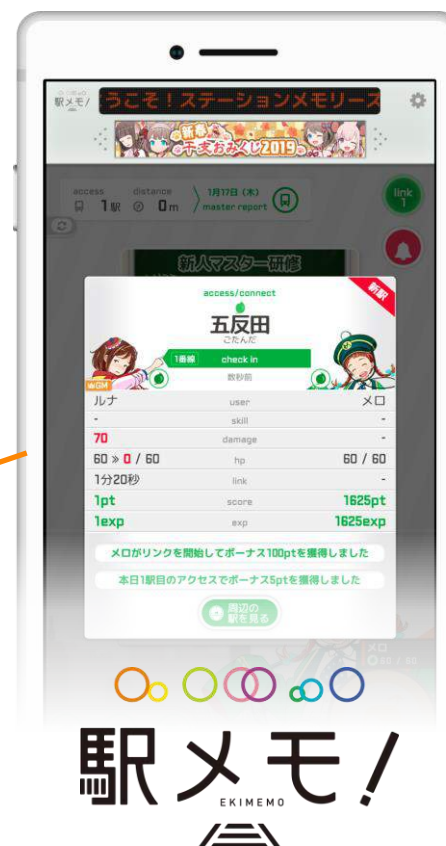 駅メモ!
うこそ!ステーションメモリーズ
新春
干支おみくじ2019
access distance
1駅 0m
1月17日 (木)
master report
link
1
新人マスター研修
新駅
access/connect
五反田
ごたんだ
1番線 check in
数秒前
GM
ルナ user メロ
- skill -
70 damage -
60 » 0 / 60 hp 60 / 60
1分20秒 link -
1pt score 1625pt
1exp exp 1625exp
メロがリンクを開始してボーナス100ptを獲得しました
本日1駅目のアクセスでボーナス5ptを獲得しました
周辺の
駅を見る
メロ
60 / 60
駅メモ!
EKIMEMO